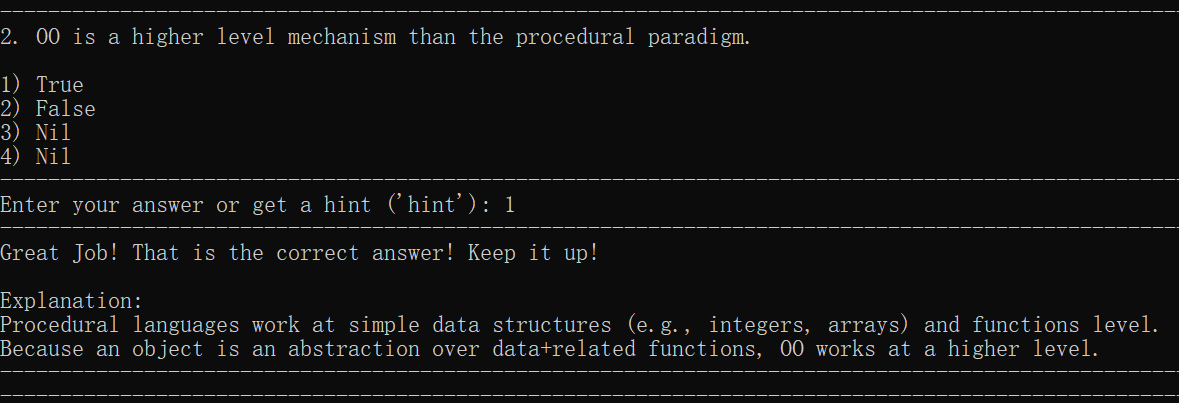 2. OO is a higher level mechanism than the procedural paradigm.
1) True
2) False
3) Nil
4) Nil
Enter your answer or get a hint ('hint'): 1
Great Job! That is the correct answer! Keep it up!
Explanation:
Procedural languages work at simple data structures (e.g., integers, arrays) and functions level.
Because an object is an abstraction over data+related functions, OO works at a higher level.